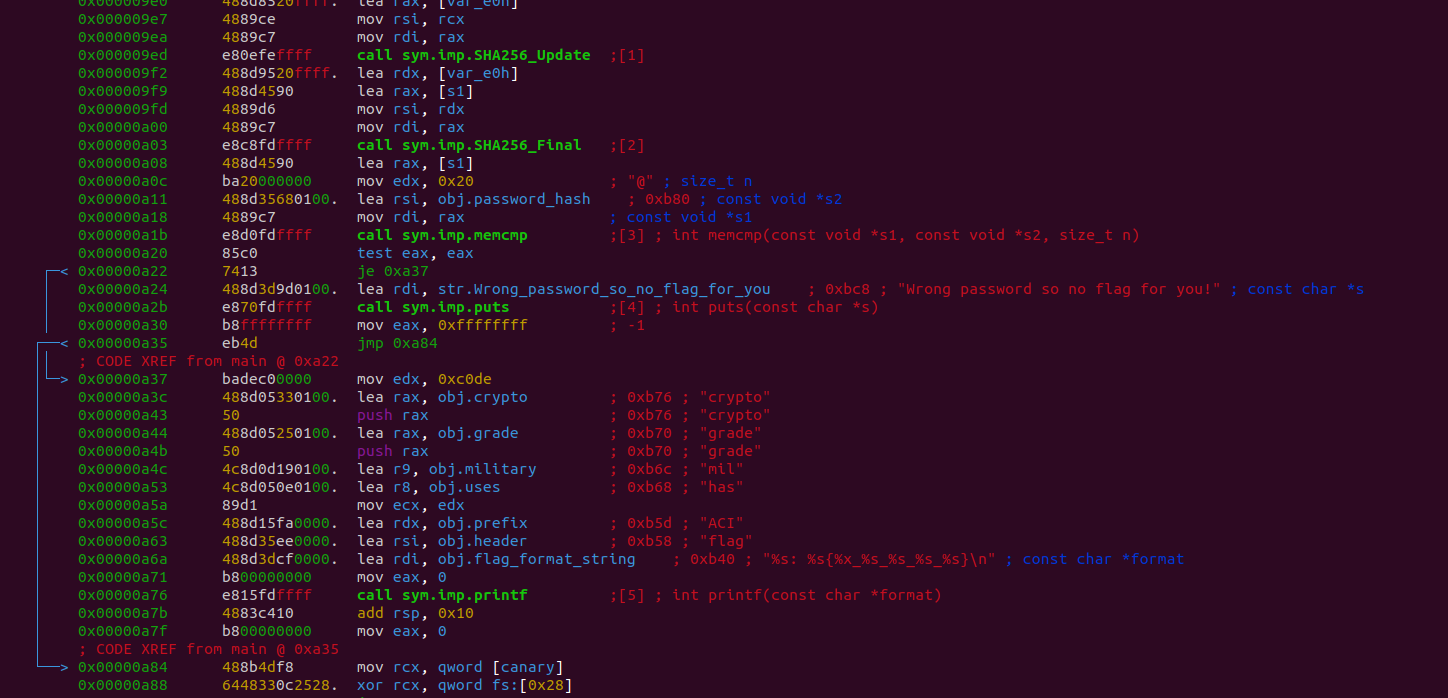 0x000009e0 488d8520ffff. lea rax, [var_e0h]
0x000009e7 4889ce mov rsi, rcx
0x000009ea 4889c7 mov rdi, rax
0x000009ed e80efeffff call sym.imp.SHA256_Update ;[1]
0x000009f2 488d9520ffff. lea rdx, [var_e0h]
0x000009f9 488d4590 lea rax, [s1]
0x000009fd 4889d6 mov rsi, rdx
0x00000a00 4889c7 mov rdi, rax
0x00000a03 e8c8fdffff call sym.imp.SHA256_Final ;[2]
0x00000a08 488d4590 lea rax, [s1]
0x00000a0c ba20000000 mov edx, 0x20 ; "@" ; size_t n
0x00000a11 488d35680100. lea rsi, obj.password_hash ; 0xb80 ; const void *s2
0x00000a18 4889c7 mov rdi, rax ; const void *s1
0x00000a1b e8d0fdffff call sym.imp.memcmp ;[3] ; int memcmp(const void *s1, const void *s2, size_t n)
0x00000a20 85c0 test eax, eax
< 0x00000a22 7413 je 0xa37
0x00000a24 488d3d9d0100. lea rdi, str.Wrong_password_so_no_flag_for_you ; 0xbc8 ; "Wrong password so no flag for you!" ; const char *s
0x00000a2b e870fdffff call sym.imp.puts ;[4] ; int puts(const char *s)
0x00000a30 b8ffffffff mov eax, 0xffffffff ; -1
< 0x00000a35 eb4d jmp 0xa84
; CODE XREF from main @ 0xa22
> 0x00000a37 badec00000 mov edx, 0xc0de
0x00000a3c 488d05330100. lea rax, obj.crypto ; 0xb76 ; "crypto"
0x00000a43 50 push rax ; 0xb76 ; "crypto"
0x00000a44 488d05250100. lea rax, obj.grade ; 0xb70 ; "grade"
0x00000a4b 50 push rax ; 0xb70 ; "grade"
0x00000a4c 4c8d0d190100. lea r9, obj.military ; 0xb6c ; "mil"
0x00000a53 4c8d050e0100. lea r8, obj.uses ; 0xb68 ; "has"
0x00000a5a 89d1 mov ecx, edx
0x00000a5c 488d15fa0000. lea rdx, obj.prefix ; 0xb5d ; "ACI"
0x00000a63 488d35ee0000. lea rsi, obj.header ; 0xb58 ; "flag"
0x00000a6a 488d3dcf0000. lea rdi, obj.flag_format_string ; 0xb40 ; "%s: %s{%x_%s_%s_%s_%s}\n" ; const char *format
0x00000a71 b800000000 mov eax, 0
0x00000a76 e815fdffff call sym.imp.printf ;[5] ; int printf(const char *format)
0x00000a7b 4883c410 add rsp, 0x10
0x00000a7f b800000000 mov eax, 0
; CODE XREF from main @ 0xa35
> 0x00000a84 488b4df8 mov rcx, qword [canary]
0x00000a88 6448330c2528. xor rcx, qword fs:[0x28]